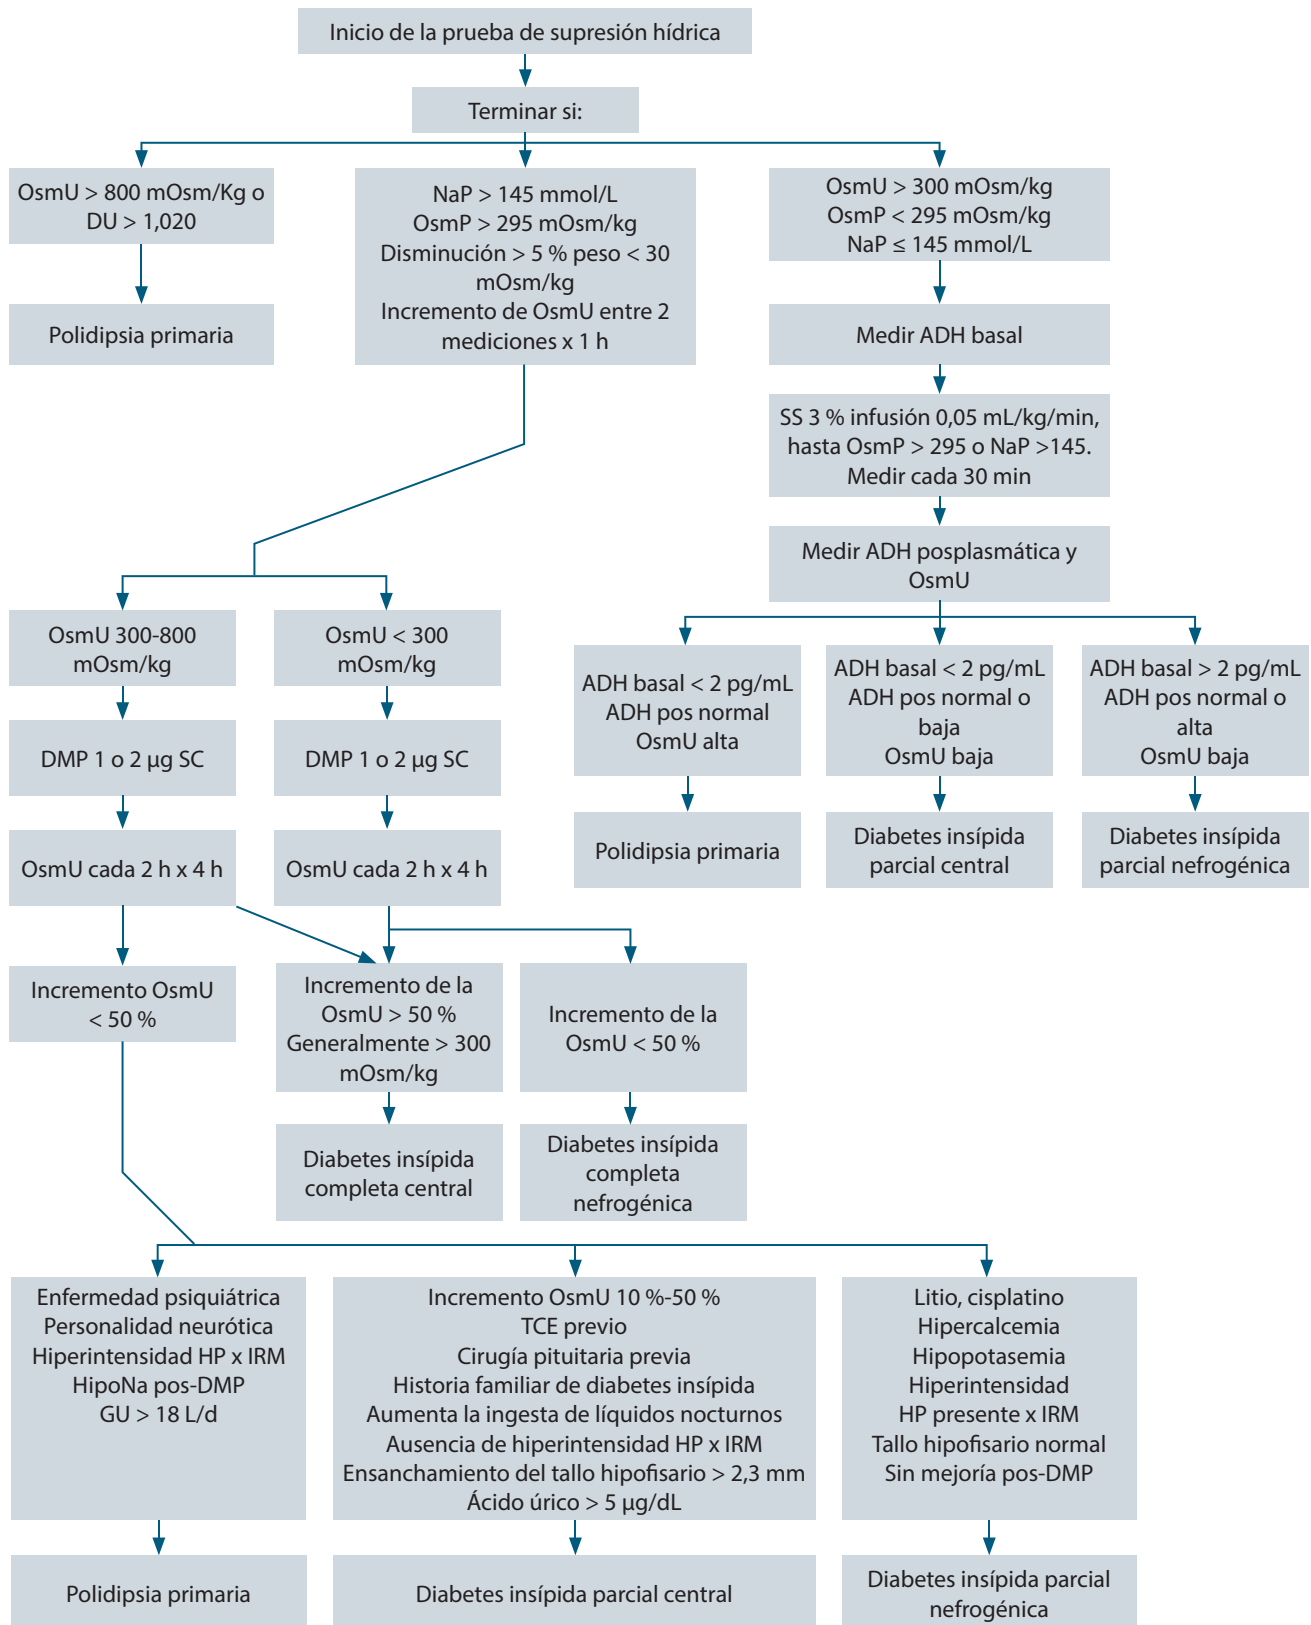 Inicio de la prueba de supresión hídrica
Terminar si:
OsmU > 800 mOsm/Kg o
DU > 1,020
Polidipsia primaria
NaP > 145 mmol/L
OsmP > 295 mOsm/kg
Disminución > 5 % peso < 30
mOsm/kg
Incremento de OsmU entre 2
mediciones x 1 h
OsmU > 300 mOsm/kg
OsmP < 295 mOsm/kg
NaP ≤ 145 mmol/L
Medir ADH basal
SS 3 % infusión 0,05 mL/kg/min,
hasta OsmP > 295 o NaP >145.
Medir cada 30 min
Medir ADH posplasmática y
OsmU
OsmU 300-800
mOsm/kg
OsmU < 300
mOsm/kg
ADH basal < 2 pg/mL
ADH pos normal
OsmU alta
ADH basal < 2 pg/mL
ADH pos normal o
baja
OsmU baja
ADH basal > 2 pg/mL
ADH pos normal o
alta
OsmU baja
DMP 1 o 2 µg SC
DMP 1 o 2 µg SC
OsmU cada 2 h x 4 h
OsmU cada 2 h x 4 h
Polidipsia primaria
Diabetes insípida
parcial central
Diabetes insípida
parcial nefrogénica
Incremento OsmU
< 50 %
Incremento de la
OsmU > 50 %
Generalmente > 300
mOsm/kg
Incremento de la
OsmU < 50 %
Diabetes insípida
completa central
Diabetes insípida
completa
nefrogénica
Enfermedad psiquiátrica
Personalidad neurótica
Hiperintensidad HP x IRM
HipoNa pos-DMP
GU > 18 L/d
Incremento OsmU 10 %-50 %
TCE previo
Cirugía pituitaria previa
Historia familiar de diabetes insípida
Aumenta la ingesta de líquidos nocturnos
Ausencia de hiperintensidad HP x IRM
Ensanchamiento del tallo hipofisario > 2,3 mm
Ácido úrico > 5 µg/dL
Litio, cisplatino
Hipercalcemia
Hipopotasemia
Hiperintensidad
HP presente x IRM
Tallo hipofisario normal
Sin mejoría pos-DMP
Polidipsia primaria
Diabetes insípida parcial central
Diabetes insípida parcial
nefrogénica